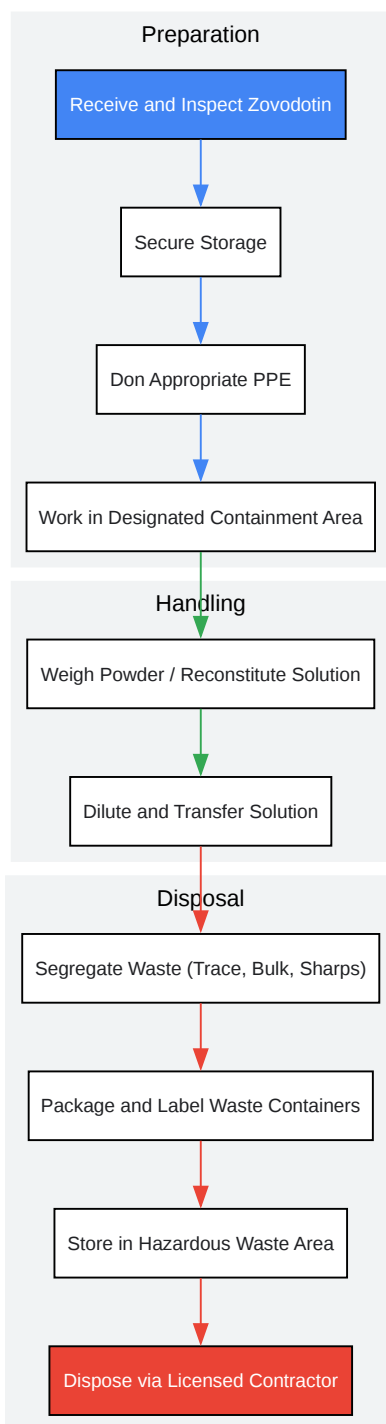 Preparation
Receive and Inspect Zovodotin
Secure Storage
Don Appropriate PPE
Work in Designated Containment Area
Handling
Weigh Powder / Reconstitute Solution
Dilute and Transfer Solution
Disposal
Segregate Waste (Trace, Bulk, Sharps)
Package and Label Waste Containers
Store in Hazardous Waste Area
Dispose via Licensed Contractor